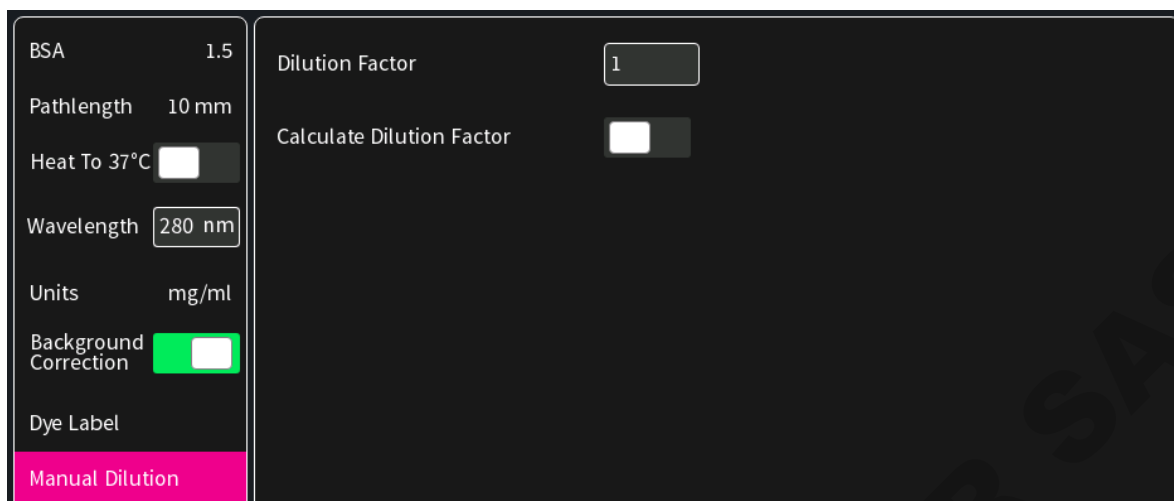 BSA 1.5
Pathlength 10 mm
Heat To 37°C
Wavelength 280 nm
Units mg/ml
Background
Correction
Dye Label
Manual Dilution
Dilution Factor 1
Calculate Dilution Factor